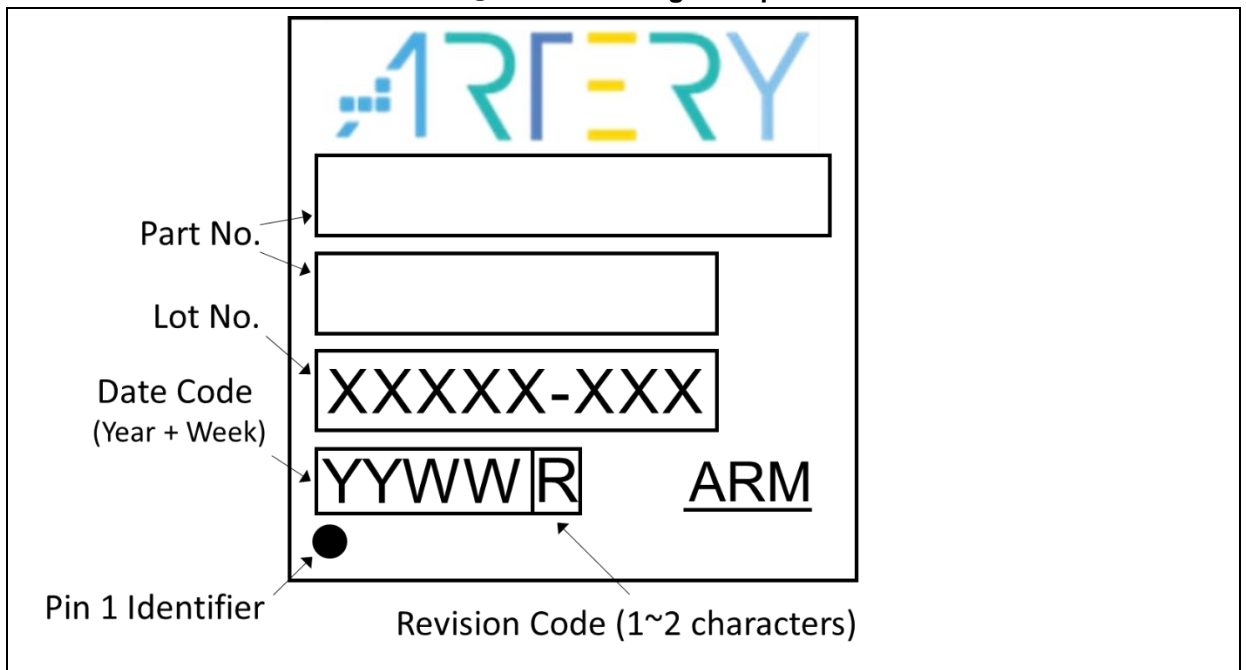 ARTERY
Part No.
Lot No.
XXXXX-XXX
Date Code
(Year + Week)
YYWW R
ARM
Pin 1 Identifier
Revision Code (1~2 characters)